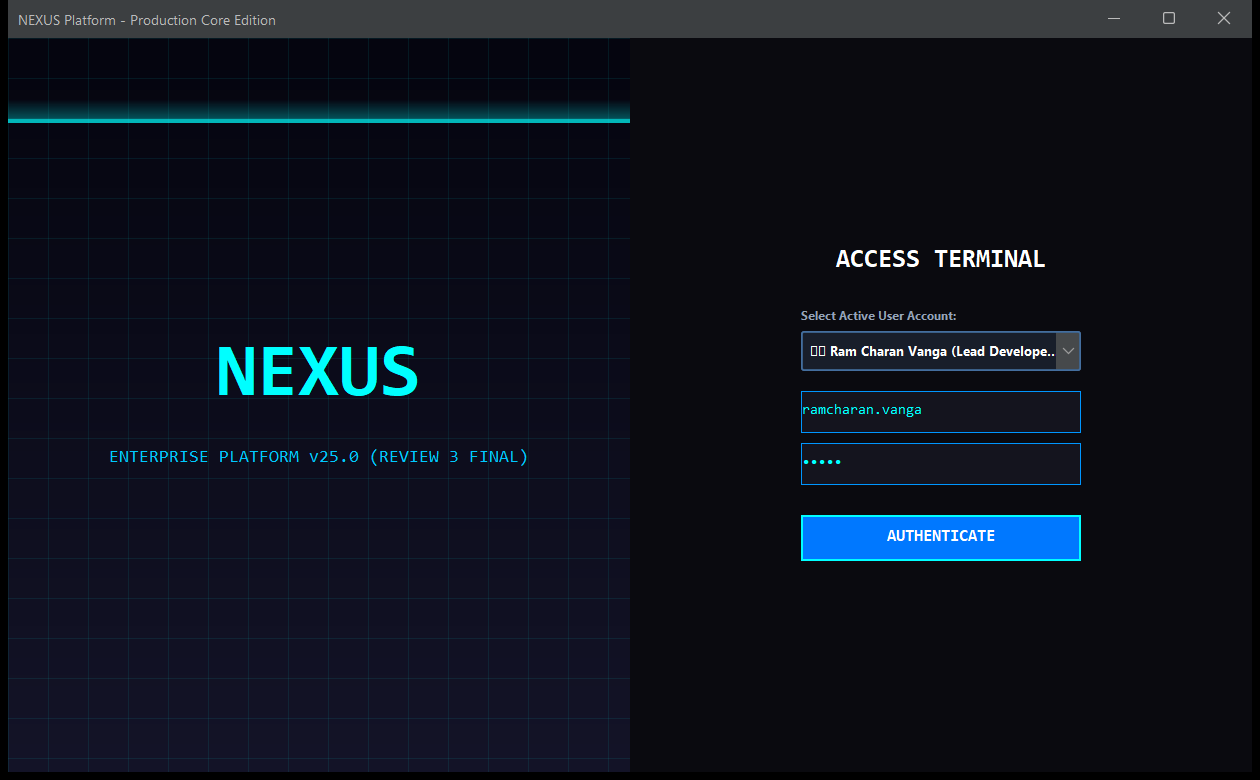 NEXUS Platform - Production Core Edition
NEXUS
ENTERPRISE PLATFORM v25.0 (REVIEW 3 FINAL)
ACCESS TERMINAL
Select Active User Account:
Ram Charan Vanga (Lead Develope..
ramcharan.vanga
•••••
AUTHENTICATE